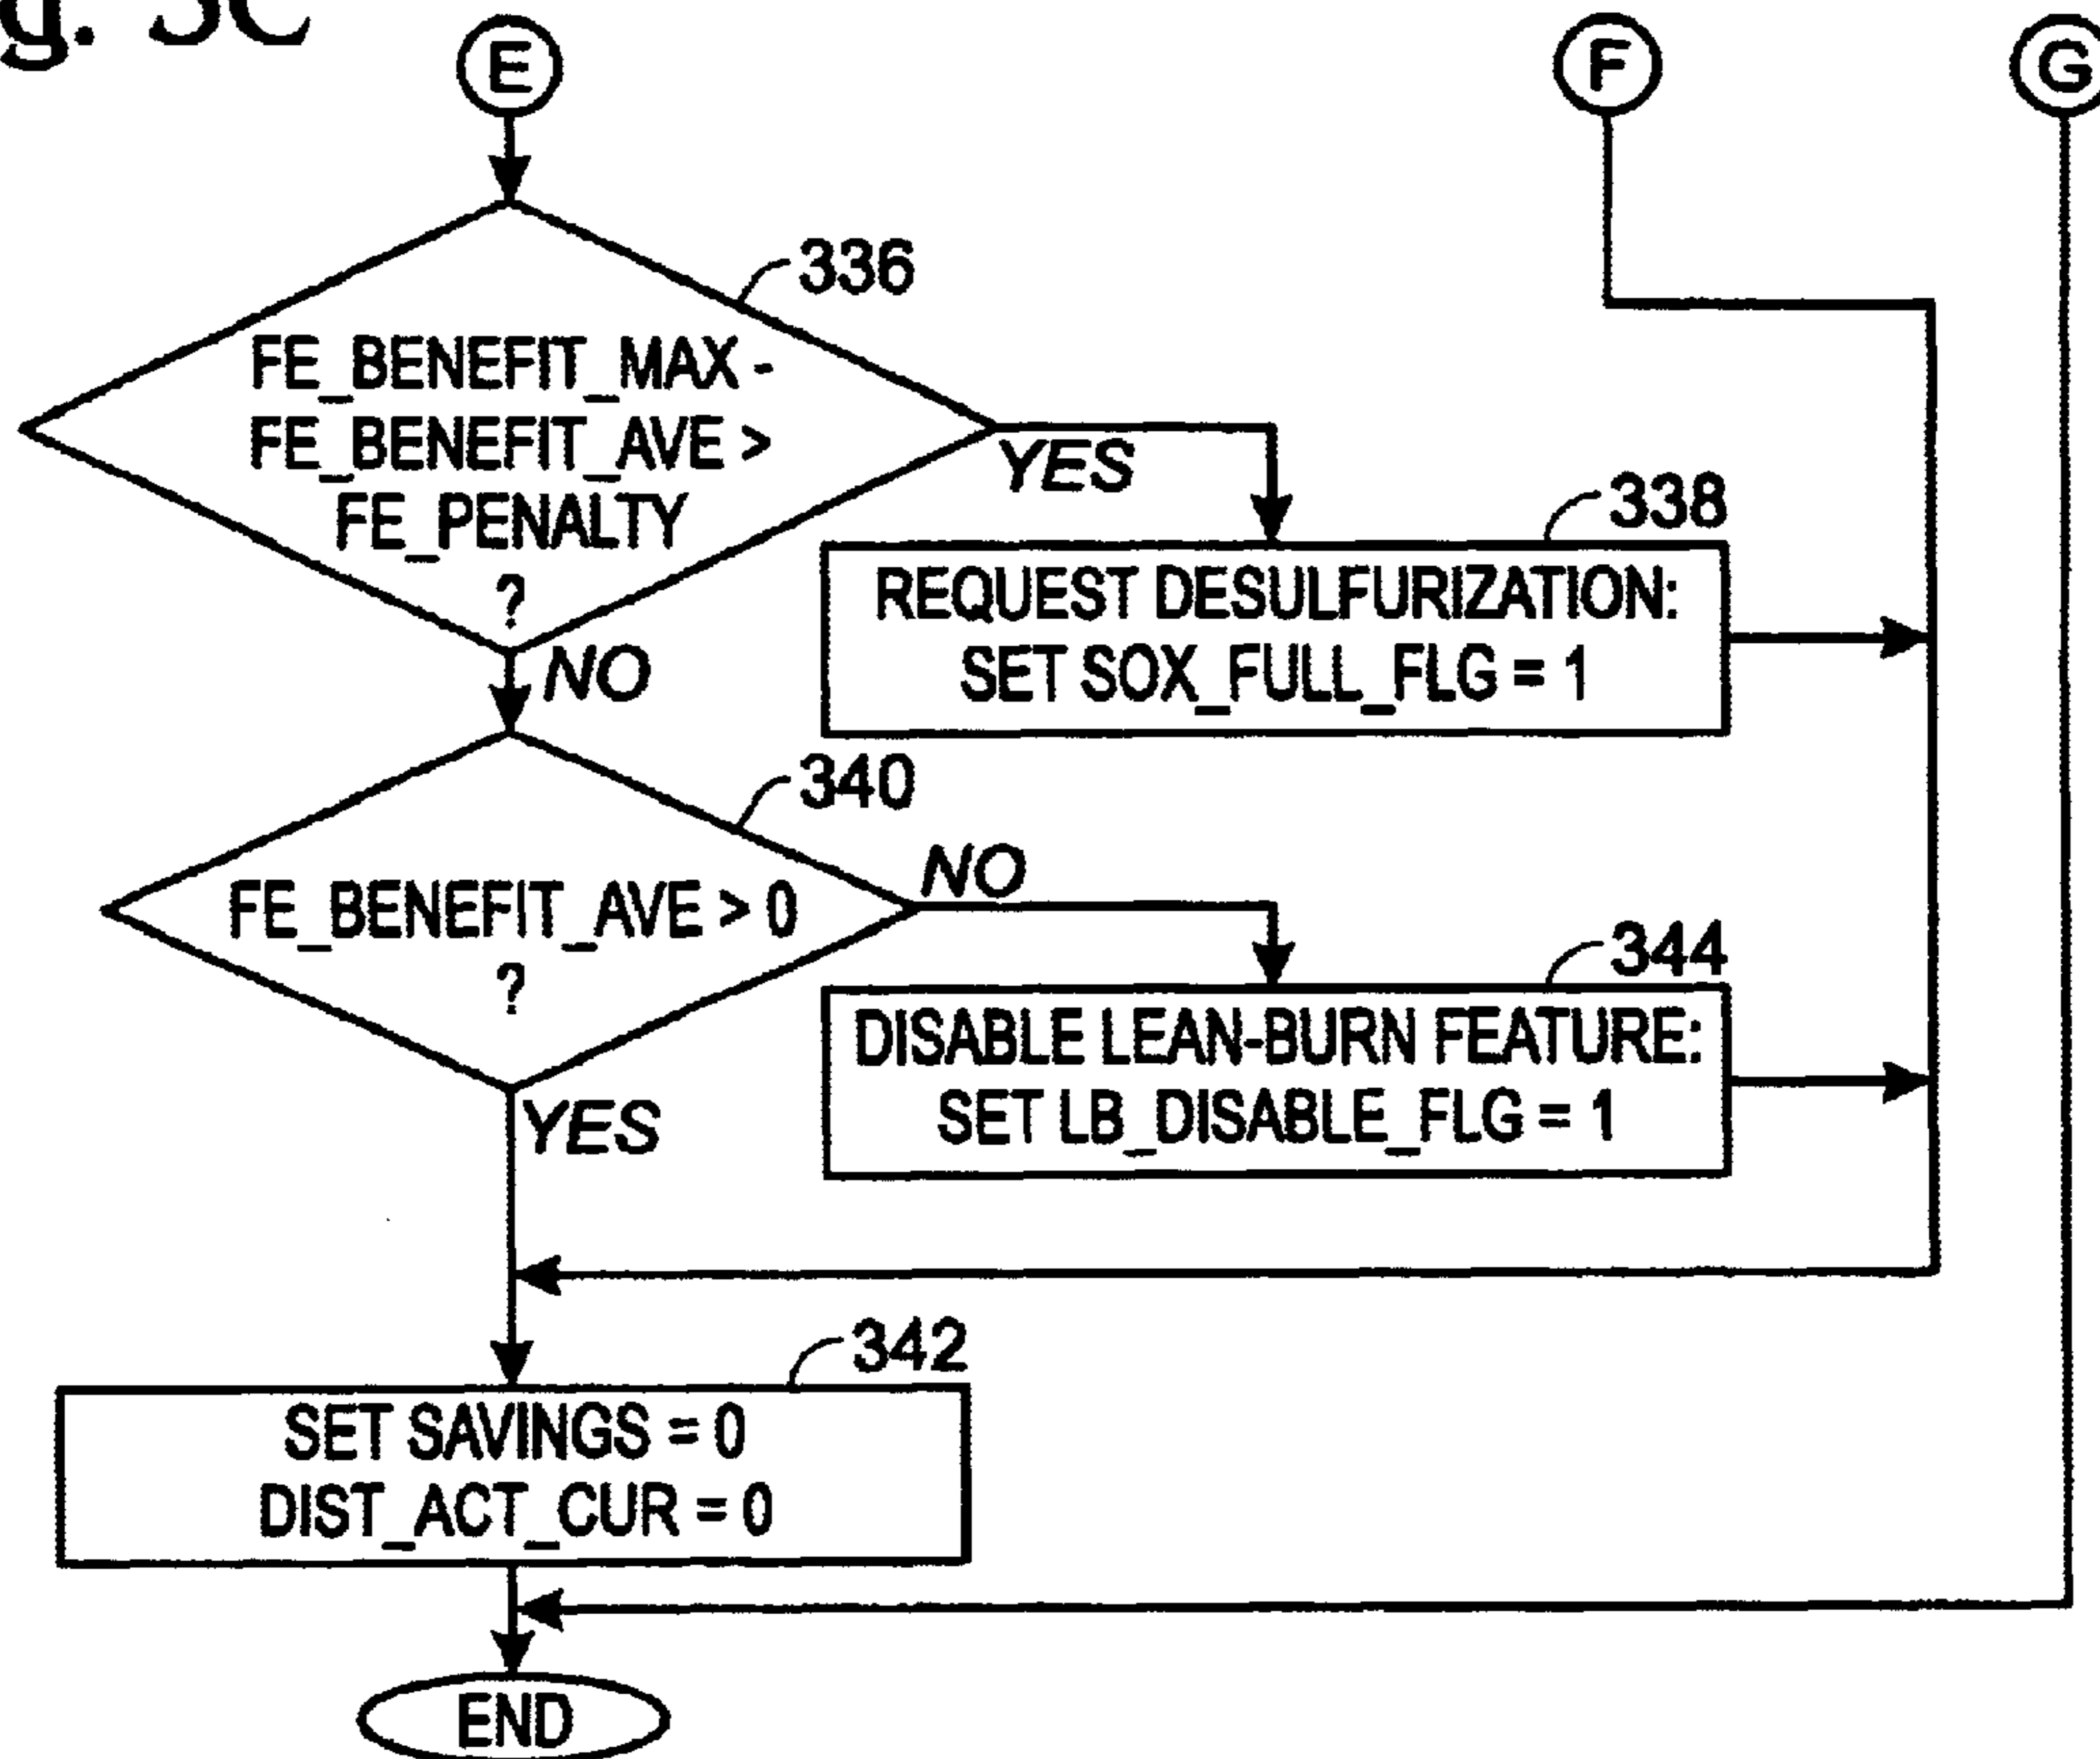 g. 3C
E
F
G
336
FE_BENEFIT_MAX -
FE_BENEFIT_AVE >
FE_PENALTY
?
YES
NO
338
REQUEST DESULFURIZATION:
SET SOX_FULL_FLG = 1
340
FE_BENEFIT_AVE > 0
?
NO
YES
344
DISABLE LEAN-BURN FEATURE:
SET LB_DISABLE_FLG = 1
342
SET SAVINGS = 0
DIST_ACT_CUR = 0
END